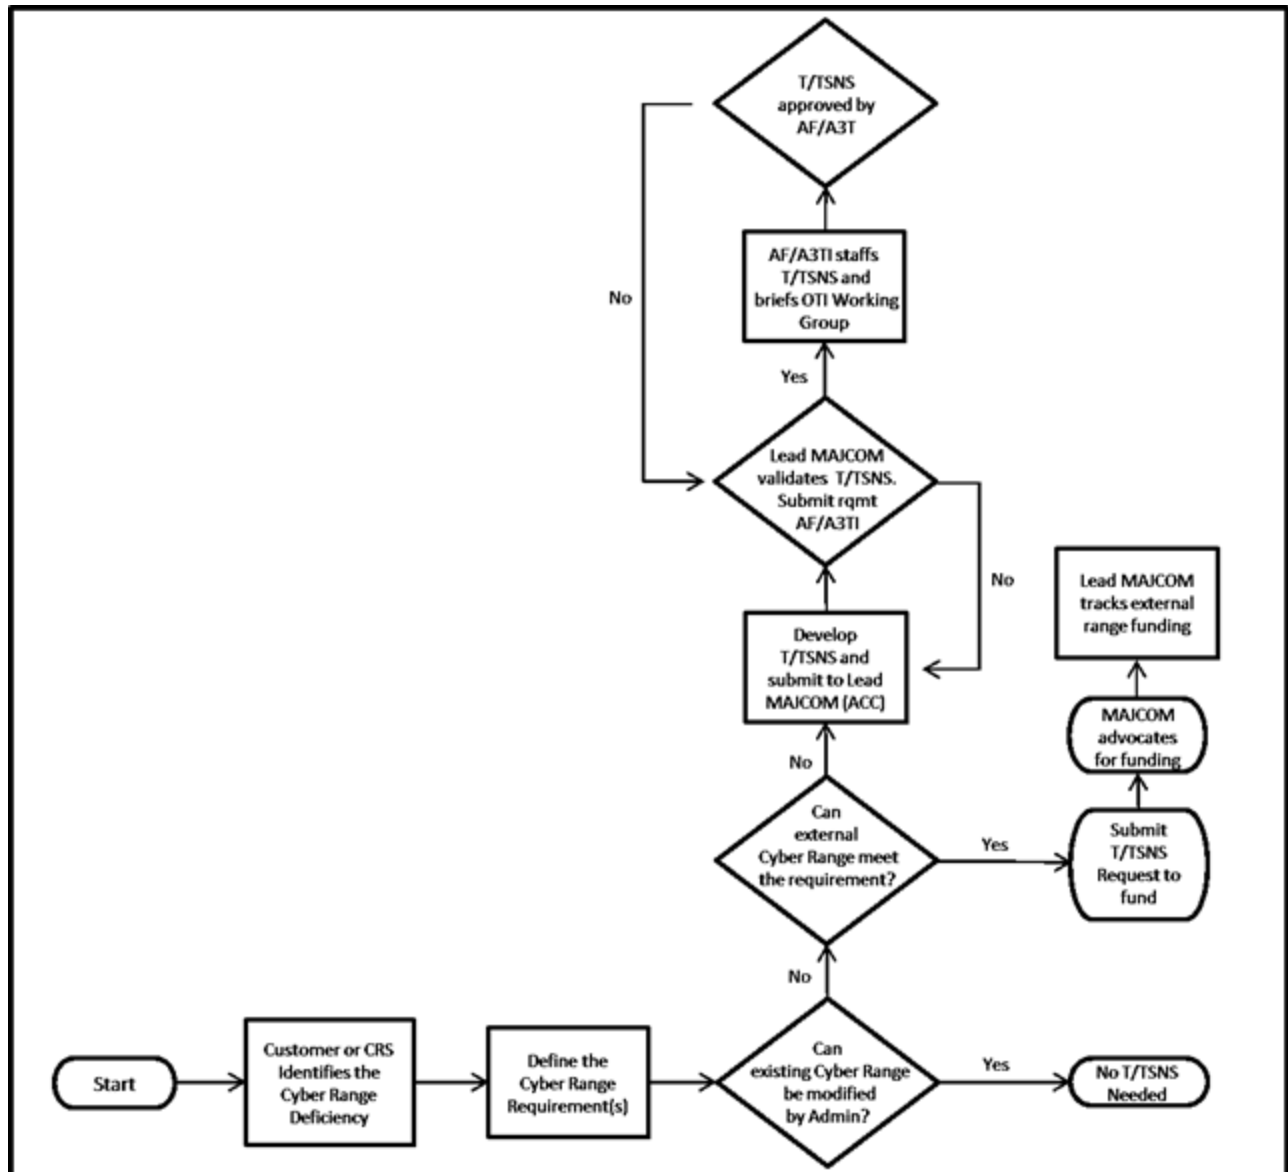 T/TSNS
approved by
AF/A3T
AF/A3TI staffs
T/TSNS and
briefs OTI Working
Group
No
Yes
Lead MAJCOM
validates T/TSNS.
Submit rqmt
AF/A3TI
No
Lead MAJCOM
tracks external
range funding
Develop
T/TSNS and
submit to Lead
MAJCOM (ACC)
MAJCOM
advocates
for funding
No
Can
external
Cyber Range meet
the requirement?
Yes
Submit
T/TSNS
Request to
fund
No
Start
Customer or CRS
Identifies the
Cyber Range
Deficiency
Define the
Cyber Range
Requirement(s)
Can
existing Cyber Range
be modified
by Admin?
Yes
No T/TSNS
Needed